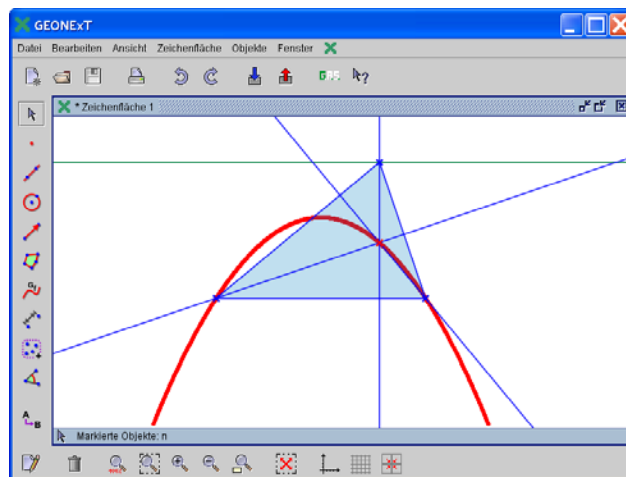 GEONExT
Datei Bearbeiten Ansicht Zeichenfläche Objekte Fenster
* Zeichenfläche 1
A
B
Markierte Objekte: n